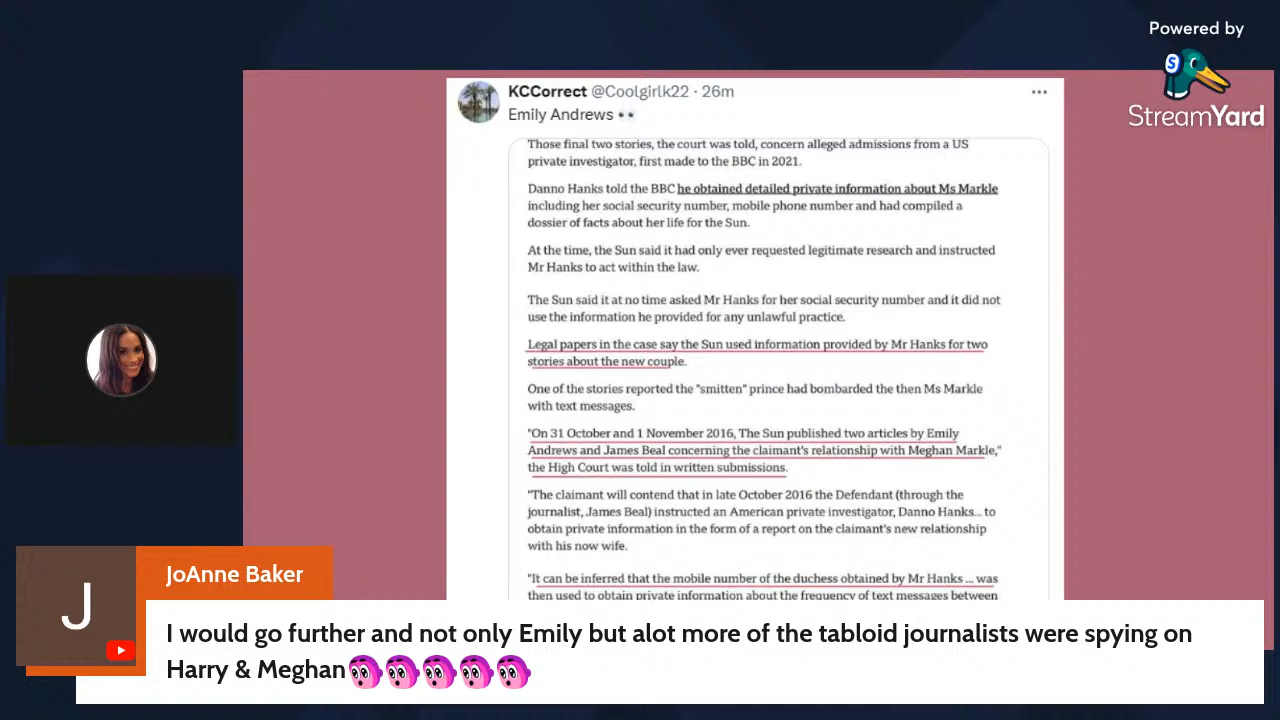 Powered by
S
StreamYard
KCCorrect @Coolgirlk22 · 26m
Emily Andrews 👀
Those final two stories, the court was told, concern alleged admissions from a US
private investigator, first made to the BBC in 2021.
Danno Hanks told the BBC he obtained detailed private information about Ms Markle
including her social security number, mobile phone number and had compiled a
dossier of facts about her life for the Sun.
At the time, the Sun said it had only ever requested legitimate research and instructed
Mr Hanks to act within the law.
The Sun said it at no time asked Mr Hanks for her social security number and it did not
use the information he provided for any unlawful practice.
Legal papers in the case say the Sun used information provided by Mr Hanks for two
stories about the new couple.
One of the stories reported the "smitten" prince had bombarded the then Ms Markle
with text messages.
"On 31 October and 1 November 2016, The Sun published two articles by Emily
Andrews and James Beal concerning the claimant's relationship with Meghan Markle,"
the High Court was told in written submissions.
"The claimant will contend that in late October 2016 the Defendant (through the
journalist, James Beal) instructed an American private investigator, Danno Hanks... to
obtain private information in the form of a report on the claimant's new relationship
with his now wife.
"It can be inferred that the mobile number of the duchess obtained by Mr Hanks ... was
then used to obtain private information about the frequency of text messages between
J
JoAnne Baker
I would go further and not only Emily but alot more of the tabloid journalists were spying on
Harry & Meghan